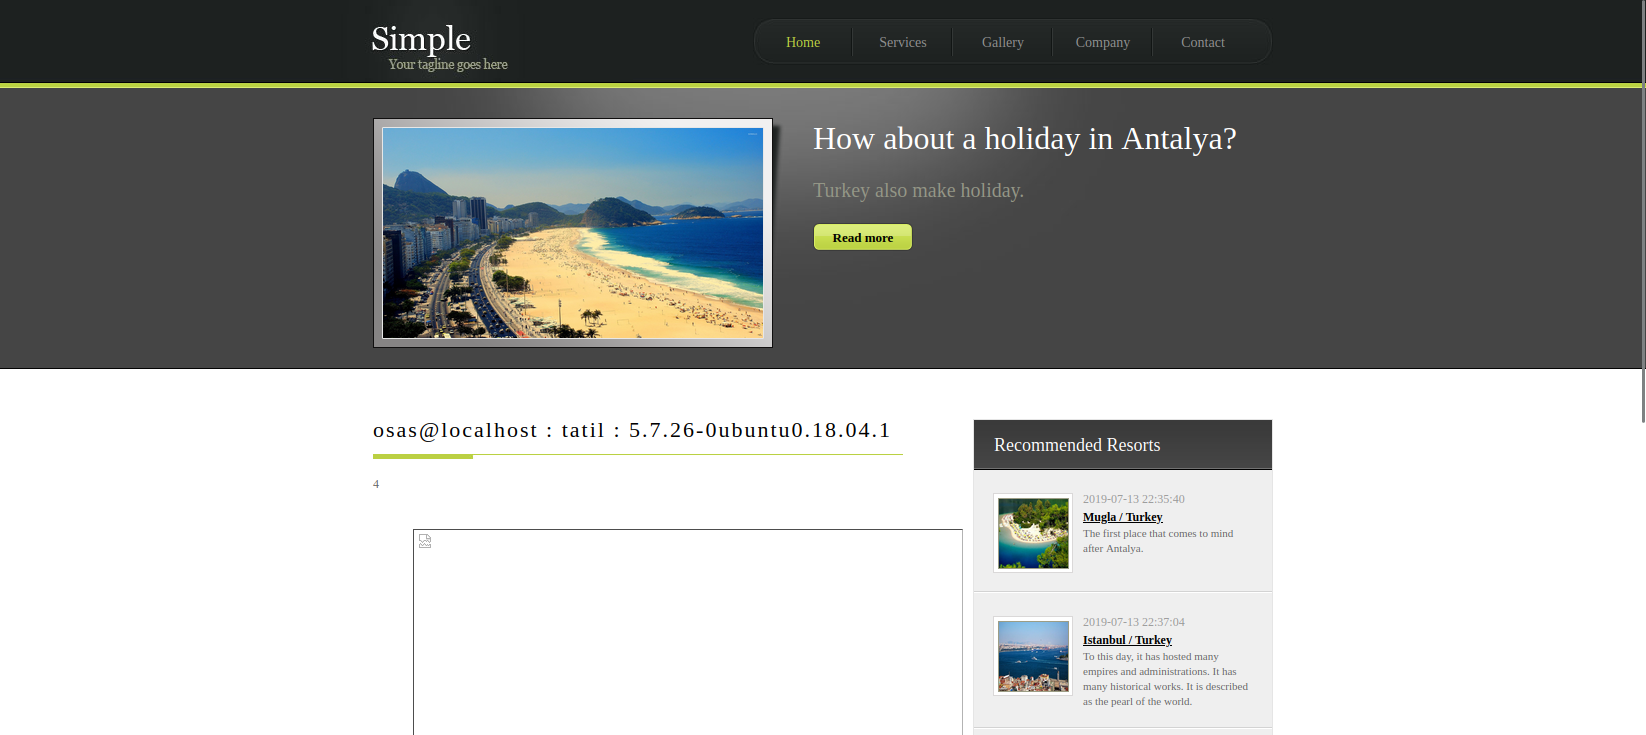 Simple
Your tagline goes here
Home
Services
Gallery
Company
Contact
How about a holiday in Antalya?
Turkey also make holiday.
Read more
osas@localhost : tatil : 5.7.26-0ubuntu0.18.04.1
4
Recommended Resorts
2019-07-13 22:35:40
Mugla / Turkey
The first place that comes to mind
after Antalya.
2019-07-13 22:37:04
Istanbul / Turkey
To this day, it has hosted many
empires and administrations. It has
many historical works. It is described
as the pearl of the world.